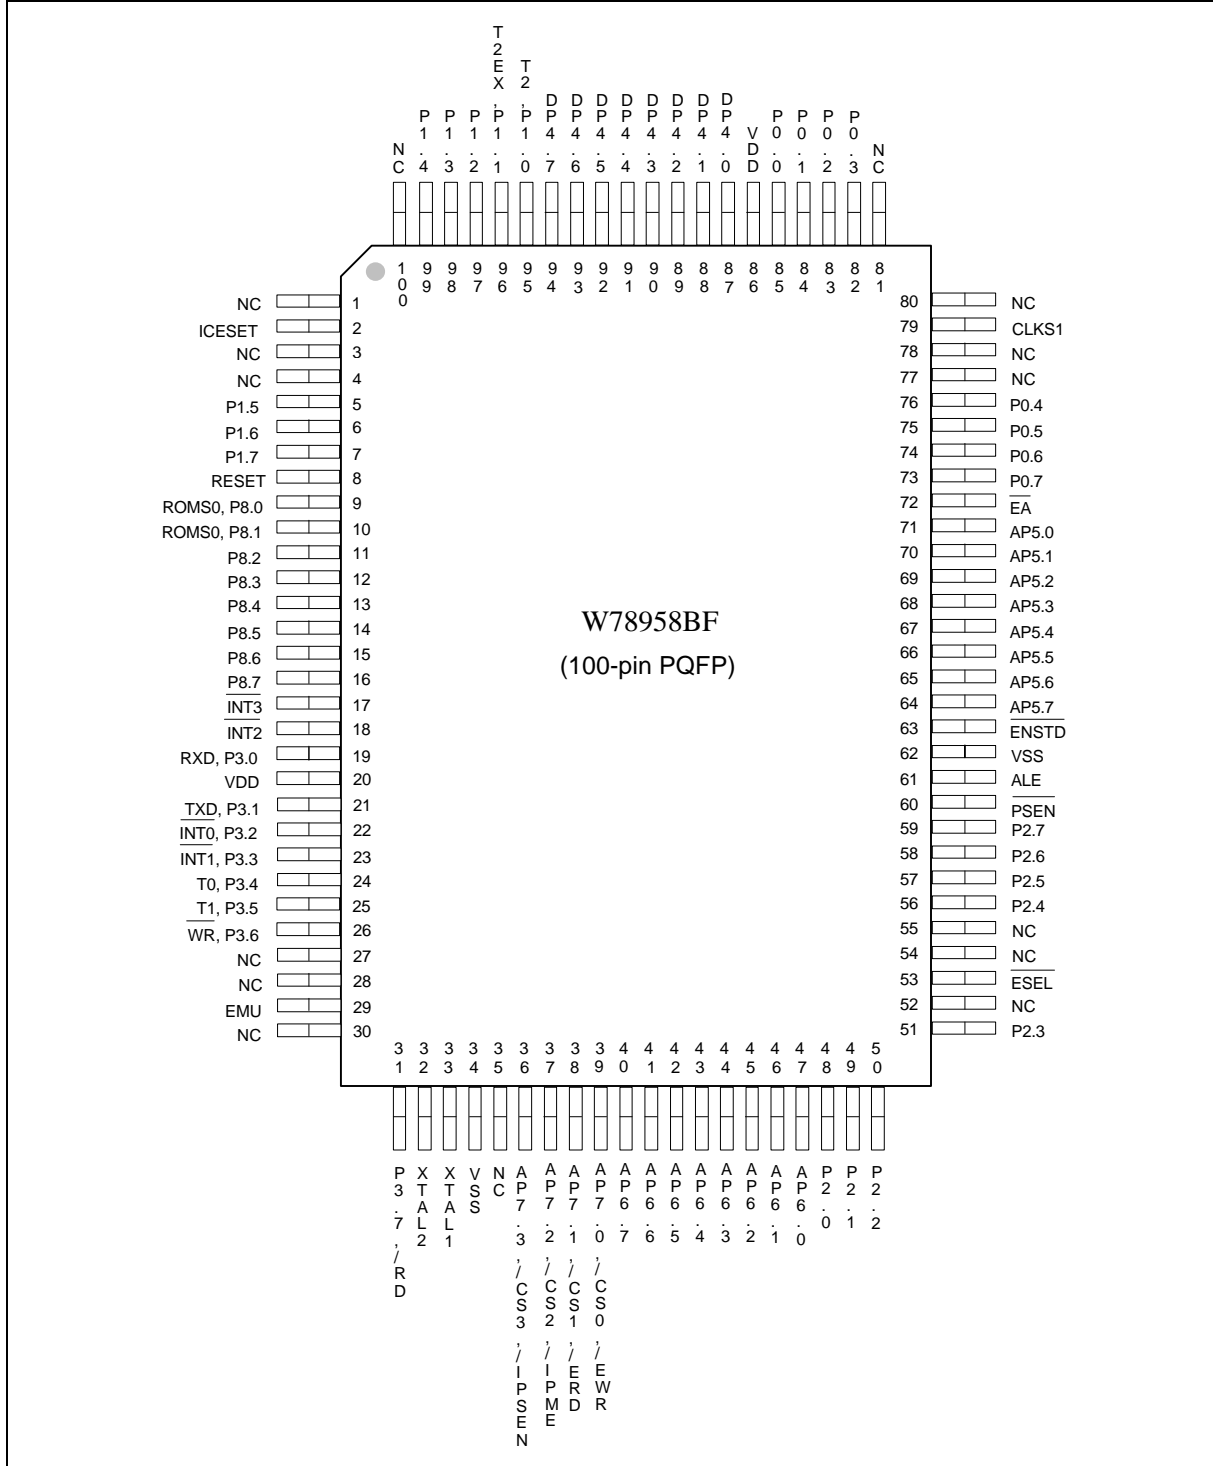 NC
P1.4
P1.3
P1.2
T2EX,P1.1
T2,P1.0
DP4.7
DP4.6
DP4.5
DP4.4
DP4.3
DP4.2
DP4.1
DP4.0
VDD
P0.0
P0.1
P0.2
P0.3
NC
100
99
98
97
96
95
94
93
92
91
90
89
88
87
86
85
84
83
82
81
NC 1
ICESET 2
NC 3
NC 4
P1.5 5
P1.6 6
P1.7 7
RESET 8
ROMS0, P8.0 9
ROMS0, P8.1 10
P8.2 11
P8.3 12
P8.4 13
P8.5 14
P8.6 15
P8.7 16
INT3 17
INT2 18
RXD, P3.0 19
VDD 20
TXD, P3.1 21
INT0, P3.2 22
INT1, P3.3 23
T0, P3.4 24
T1, P3.5 25
WR, P3.6 26
NC 27
NC 28
EMU 29
NC 30
W78958BF
(100-pin PQFP)
80 NC
79 CLKS1
78 NC
77 NC
76 P0.4
75 P0.5
74 P0.6
73 P0.7
72 EA
71 AP5.0
70 AP5.1
69 AP5.2
68 AP5.3
67 AP5.4
66 AP5.5
65 AP5.6
64 AP5.7
63 ENSTD
62 VSS
61 ALE
60 PSEN
59 P2.7
58 P2.6
57 P2.5
56 P2.4
55 NC
54 NC
53 ESEL
52 NC
51 P2.3
31
32
33
34
35
36
37
38
39
40
41
42
43
44
45
46
47
48
49
50
P3.7,/RD
XTAL2
XTAL1
VSS
NC
AP7.3,/CS3,/IPSEN
AP7.2,/CS2,/IPME
AP7.1,/CS1,/ERD
AP7.0,/CS0,/EWR
AP6.7
AP6.6
AP6.5
AP6.4
AP6.3
AP6.2
AP6.1
AP6.0
P2.0
P2.1
P2.2